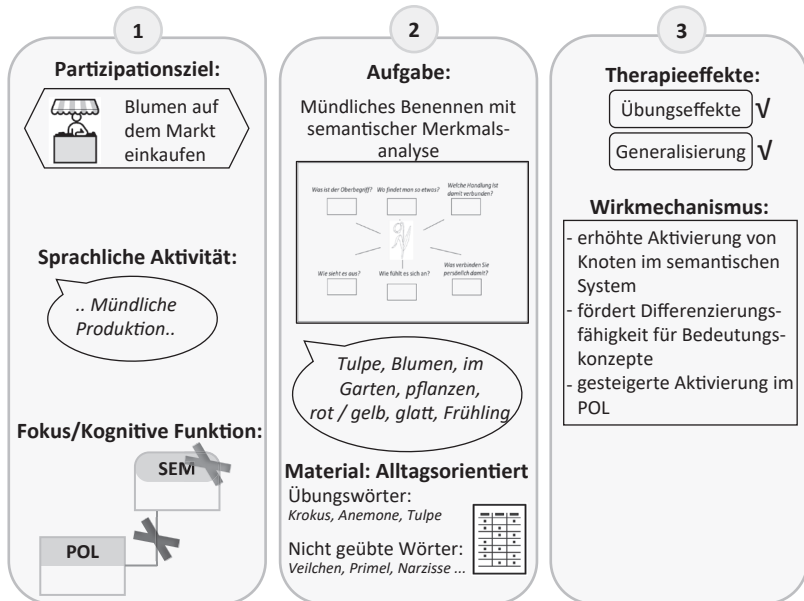 1
Partizipationsziel:
Blumen auf
dem Markt
einkaufen
Sprachliche Aktivität:
.. Mündliche
Produktion..
Fokus/Kognitive Funktion:
SEM
POL
2
Aufgabe:
Mündliches Benennen mit
semantischer Merkmals-
analyse
Was ist der Oberbegriff? Wo findet man so etwas? Welche Handlung ist
damit verbunden?
Wie sieht es aus? Wie fühlt es sich an? Was verbinden Sie
persönlich damit?
Tulpe, Blumen, im
Garten, pflanzen,
rot / gelb, glatt, Frühling
Material: Alltagsorientiert
Übungswörter:
Krokus, Anemone, Tulpe
Nicht geübte Wörter:
Veilchen, Primel, Narzisse ...
3
Therapieeffekte:
Übungseffekte √
Generalisierung √
Wirkmechanismus:
- erhöhte Aktivierung von
Knoten im semantischen
System
- fördert Differenzierungs-
fähigkeit für Bedeutungs-
konzepte
- gesteigerte Aktivierung im
POL